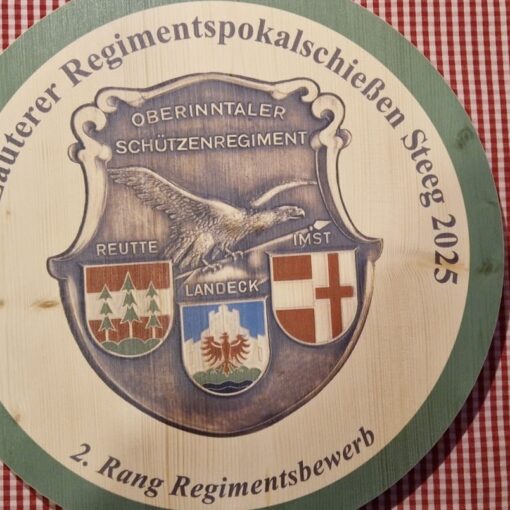 Regimentspokalschießen Steeg 2025
OBERINNTALER
SCHÜTZENREGIMENT
REUTTE
IMST
LANDECK
2. Rang Regimentsbewerb